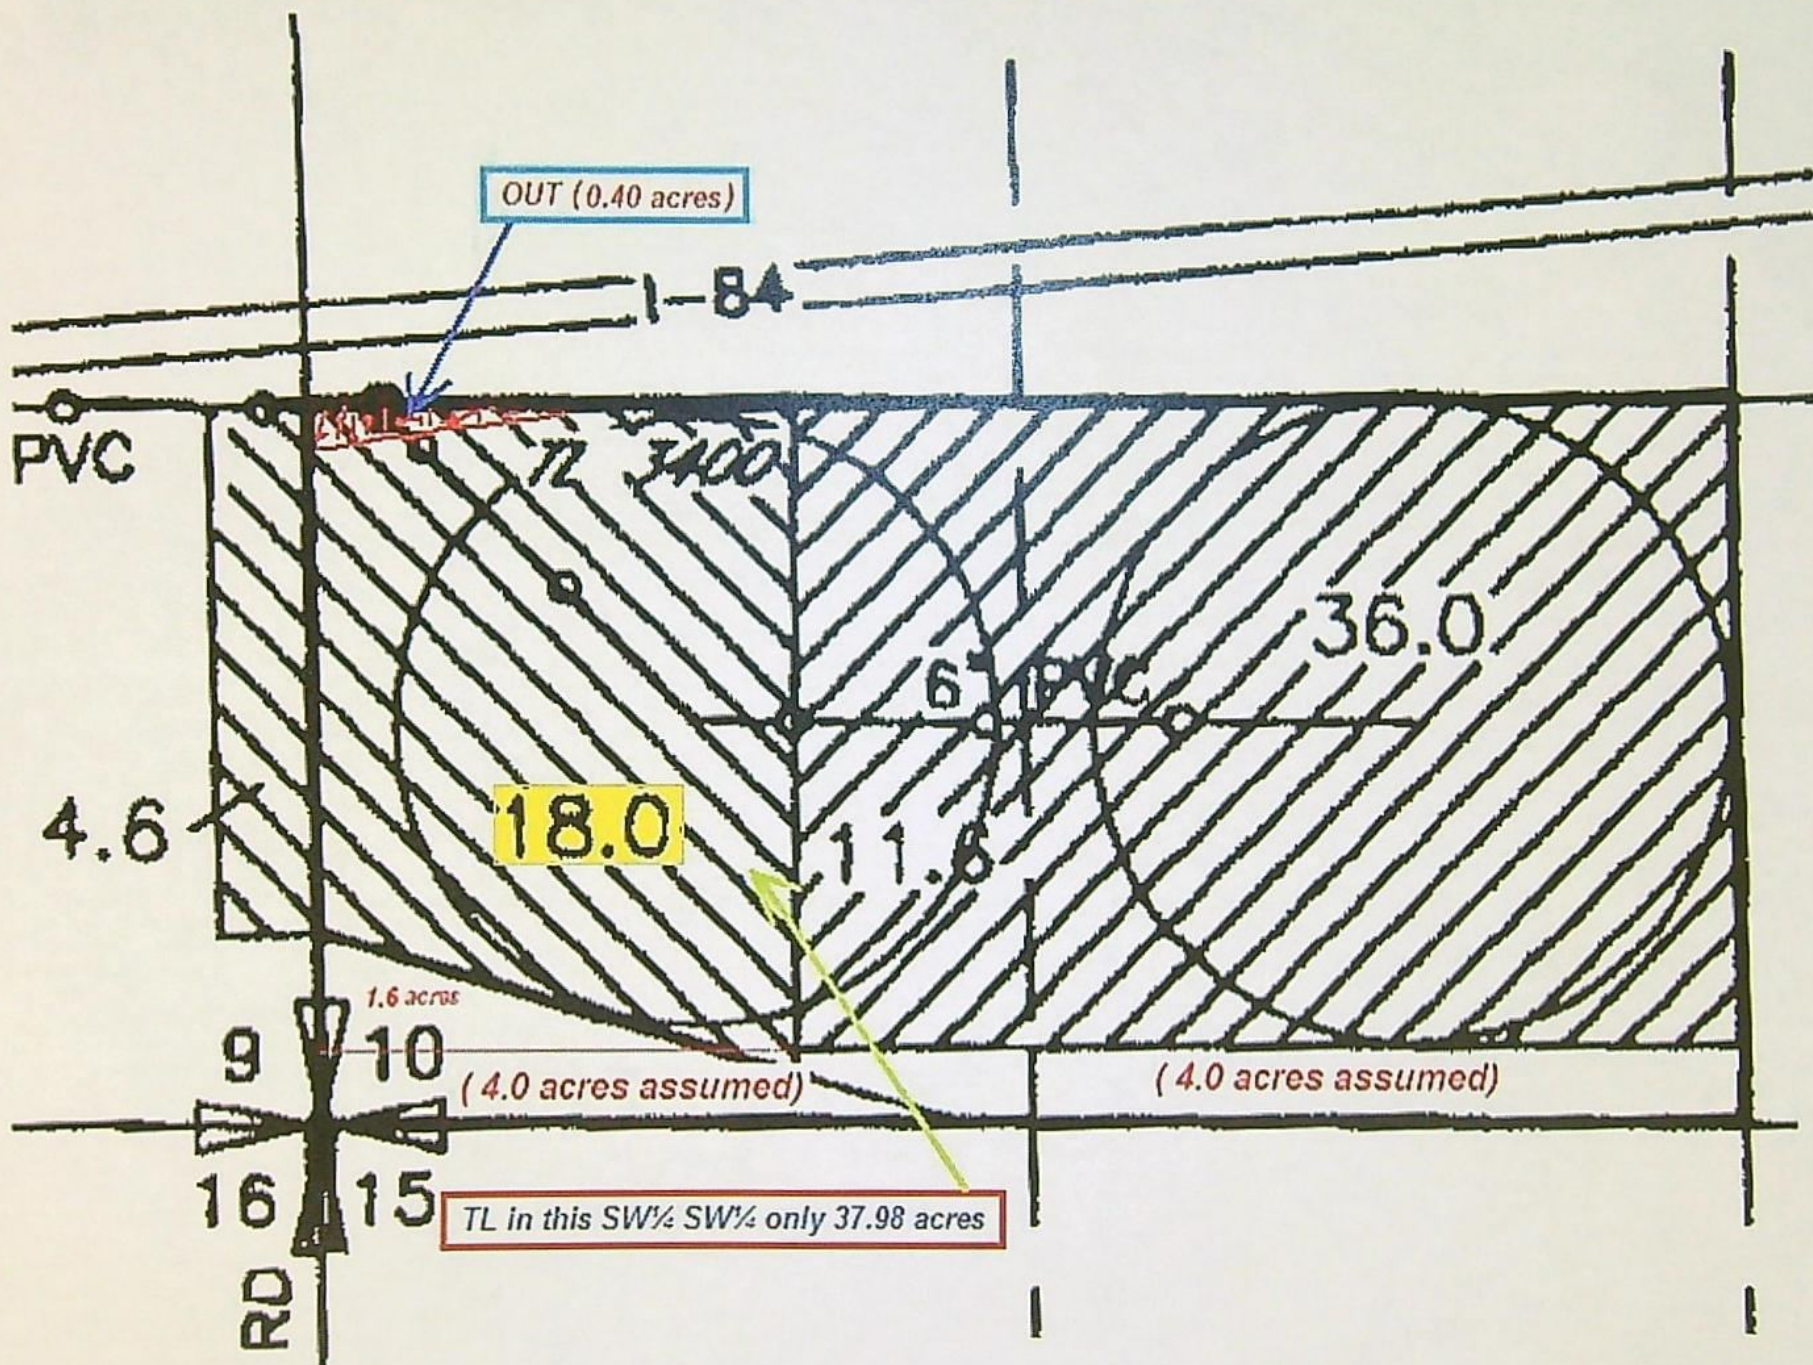 OUT (0.40 acres)
I-84
PVC
TL 3400
36.0
6" PVC
18.0
11.6
4.6
1.6 acres
9
10
(4.0 acres assumed)
(4.0 acres assumed)
16
15
TL in this SW¼ SW¼ only 37.98 acres
RD